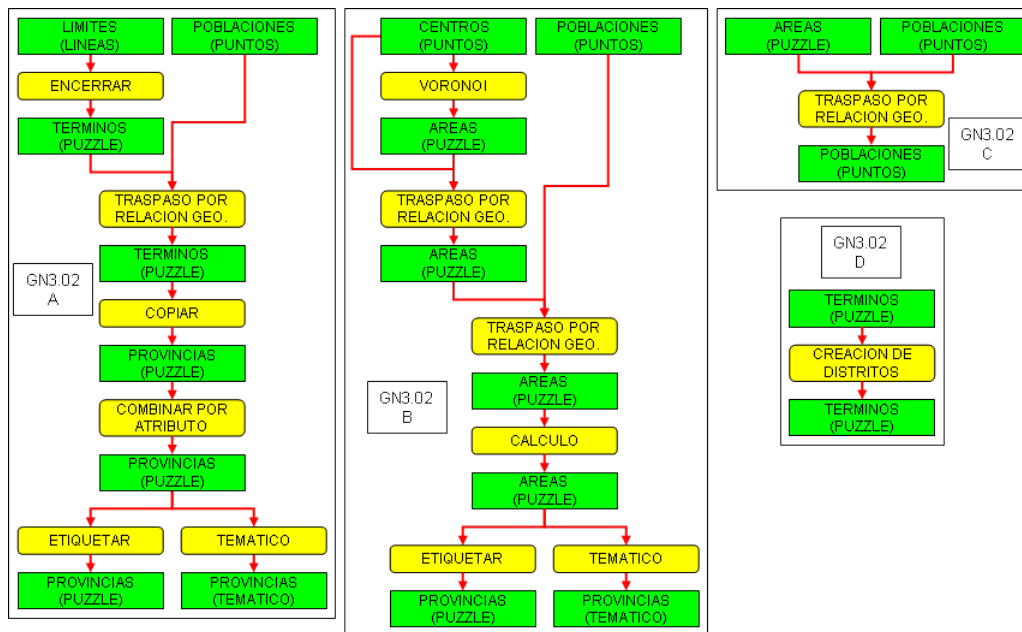 LIMITES
(LINEAS)
POBLACIONES
(PUNTOS)
ENCERRAR
TERMINOS
(PUZZLE)
TRASPASO POR
RELACION GEO.
TERMINOS
(PUZZLE)
GN3.02
A
COPIAR
PROVINCIAS
(PUZZLE)
COMBINAR POR
ATRIBUTO
PROVINCIAS
(PUZZLE)
ETIQUETAR
TEMATICO
PROVINCIAS
(PUZZLE)
PROVINCIAS
(TEMATICO)
CENTROS
(PUNTOS)
POBLACIONES
(PUNTOS)
VORONOI
AREAS
(PUZZLE)
TRASPASO POR
RELACION GEO.
AREAS
(PUZZLE)
TRASPASO POR
RELACION GEO.
AREAS
(PUZZLE)
GN3.02
B
CALCULO
AREAS
(PUZZLE)
ETIQUETAR
TEMATICO
PROVINCIAS
(PUZZLE)
PROVINCIAS
(TEMATICO)
AREAS
(PUZZLE)
POBLACIONES
(PUNTOS)
TRASPASO POR
RELACION GEO.
POBLACIONES
(PUNTOS)
GN3.02
C
GN3.02
D
TERMINOS
(PUZZLE)
CREACION DE
DISTRITOS
TERMINOS
(PUZZLE)